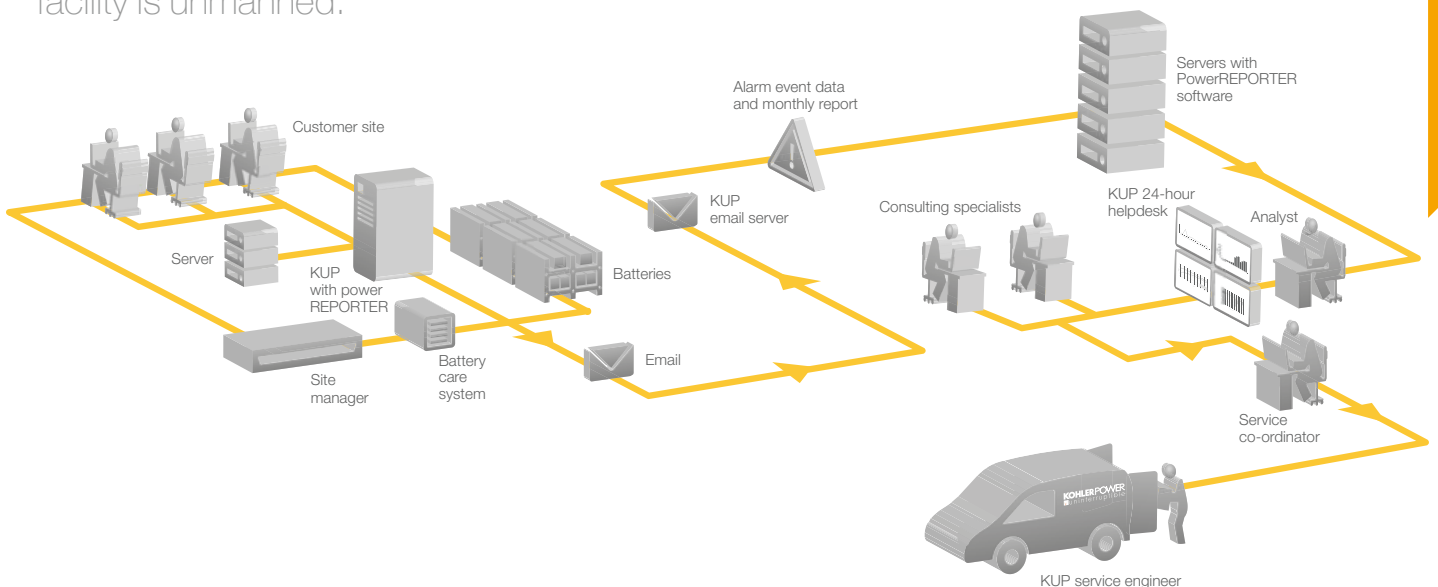 facility is unmanned.
Customer site
Server
KUP
with power
REPORTER
Batteries
Site
manager
Battery
care
system
Email
KUP
email server
Alarm event data
and monthly report
Servers with
PowerREPORTER
software
Consulting specialists
KUP 24-hour
helpdesk
Analyst
Service
co-ordinator
KOHLERPOWER
uninterruptible
KUP service engineer